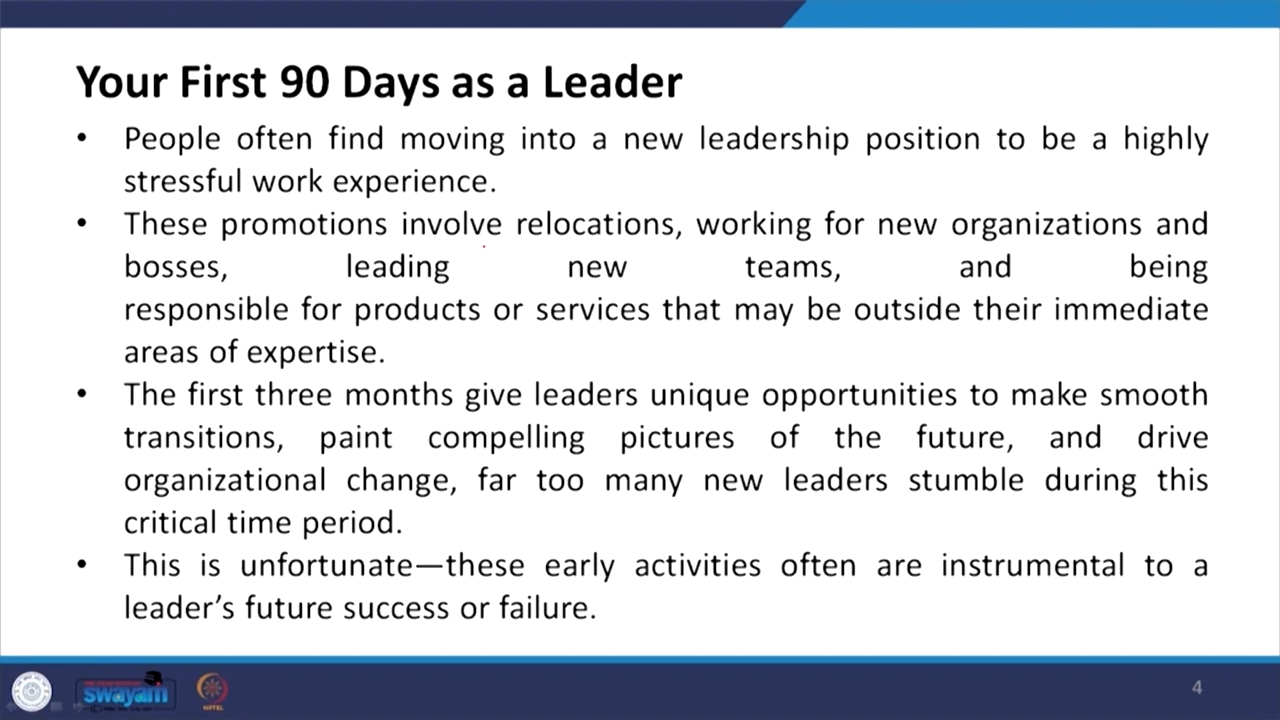 Your First 90 Days as a Leader
• People often find moving into a new leadership position to be a highly
stressful work experience.
• These promotions involve relocations, working for new organizations and
bosses, leading new teams, and being
responsible for products or services that may be outside their immediate
areas of expertise.
• The first three months give leaders unique opportunities to make smooth
transitions, paint compelling pictures of the future, and drive
organizational change, far too many new leaders stumble during this
critical time period.
• This is unfortunate—these early activities often are instrumental to a
leader’s future success or failure.
swayam
NPTEL
4